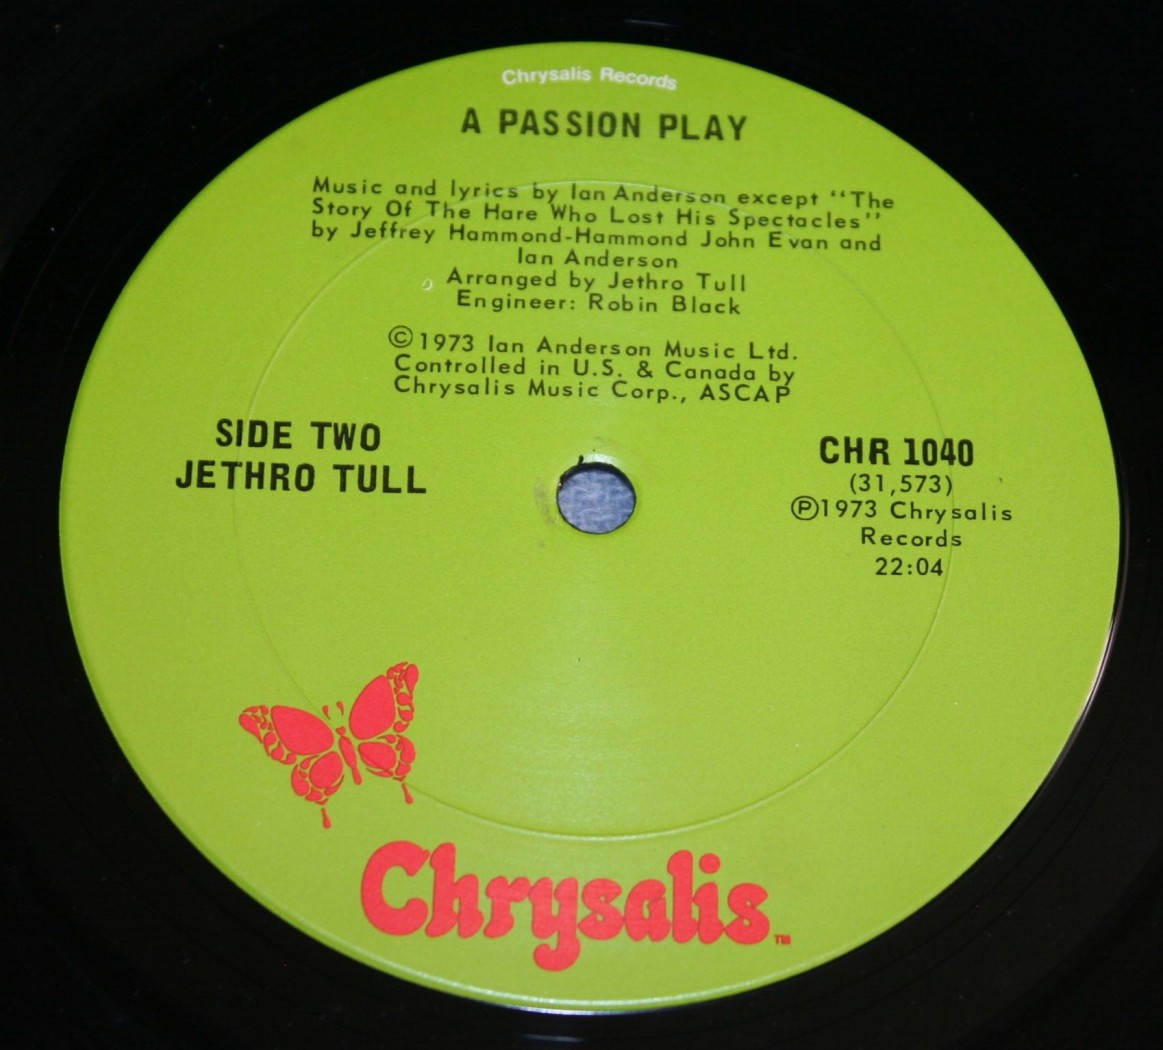 Chrysalis Records
A PASSION PLAY
Music and lyrics by Ian Anderson except "The
Story Of The Hare Who Lost His Spectacles"
by Jeffrey Hammond-Hammond John Evan and
Ian Anderson
Arranged by Jethro Tull
Engineer: Robin Black
©1973 Ian Anderson Music Ltd.
Controlled in U.S. & Canada by
Chrysalis Music Corp., ASCAP
SIDE TWO
JETHRO TULL
CHR 1040
(31,573)
℗1973 Chrysalis
Records
22:04
Chrysalis™